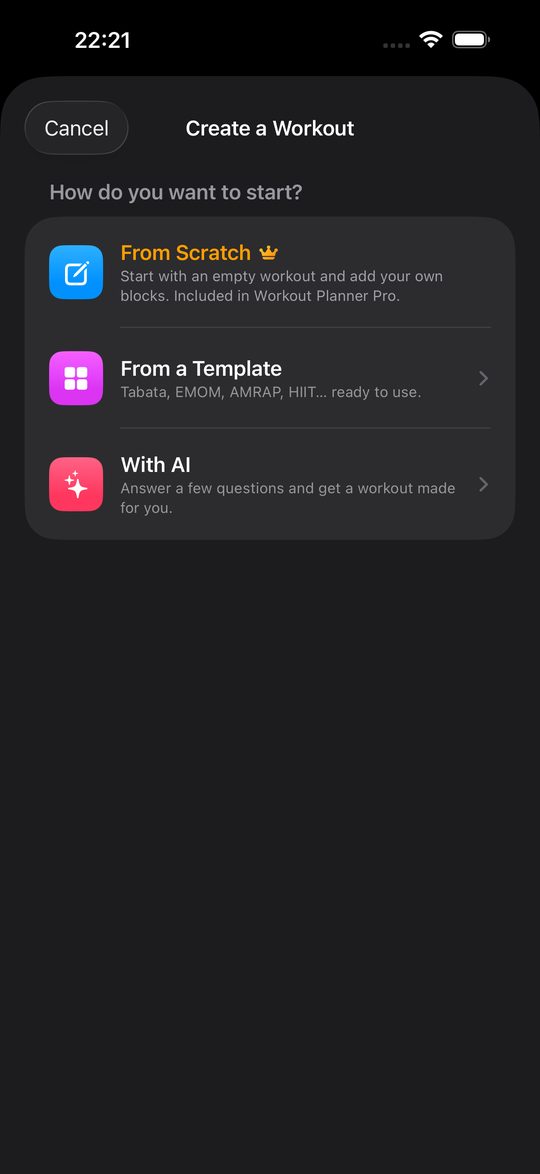 22:21
Cancel
Create a Workout
How do you want to start?
From Scratch
Start with an empty workout and add your own
blocks. Included in Workout Planner Pro.
From a Template
Tabata, EMOM, AMRAP, HIIT... ready to use.
With AI
Answer a few questions and get a workout made
for you.